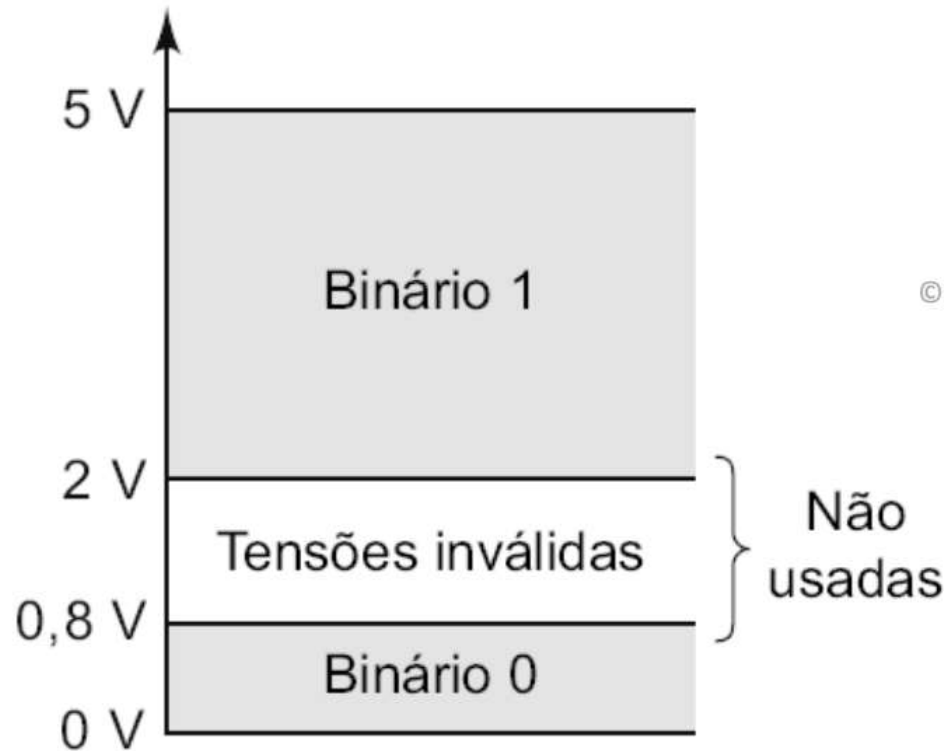 5 V
Binário 1
©
2 V
Tensões inválidas
Não
usadas
0,8 V
Binário 0
0 V